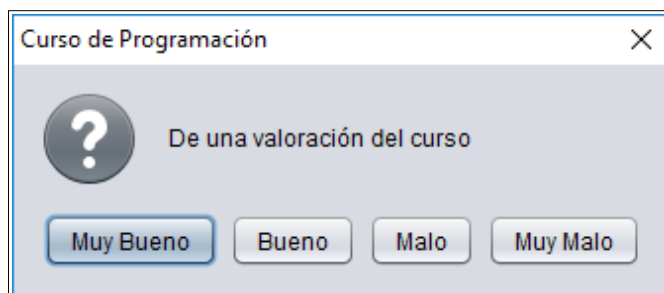 Curso de Programación
De una valoración del curso
Muy Bueno Bueno Malo Muy Malo